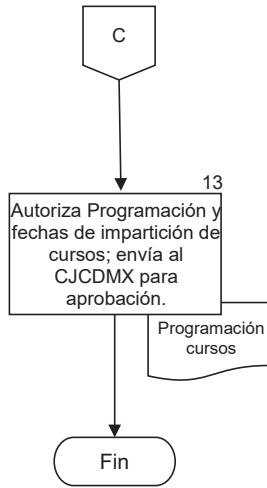 C
13
Autoriza Programación y
fechas de impartición de
cursos; envía al
CJCDMX para
aprobación.
Programación
cursos
Fin